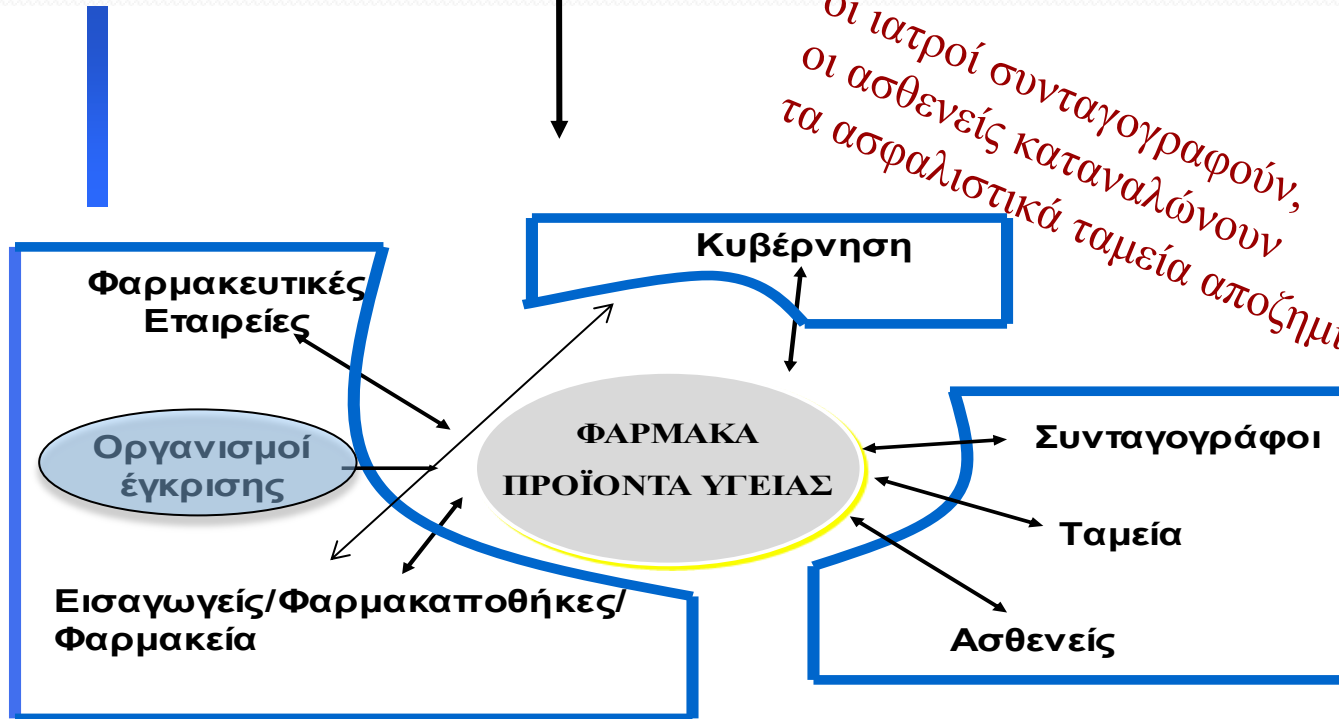 οι ιατροί συνταγογραφούν,
οι ασθενείς καταναλώνουν
τα ασφαλιστικά ταμεία
Κυβέρνηση
Φαρμακευτικές
Εταιρείες
Οργανισμοί
έγκρισης
ΦΑΡΜΑΚΑ
ΠΡΟΪΟΝΤΑ ΥΓΕΙΑΣ
Συνταγογράφοι
Ταμεία
Ασθενείς
Εισαγωγείς/Φαρμακαποθήκες/
Φαρμακεία